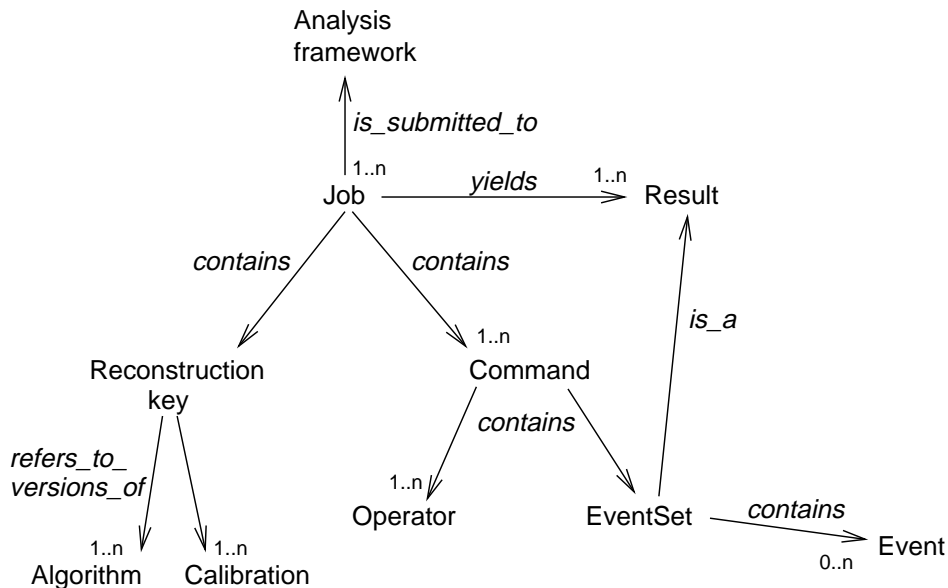 Analysis
framework
is_submitted_to
1..n
Job
yields
1..n
Result
contains
contains
is_a
1..n
Reconstruction
key
Command
contains
refers_to_
versions_of
1..n
Operator
EventSet
contains
1..n
1..n
0..n
Event
Algorithm
Calibration